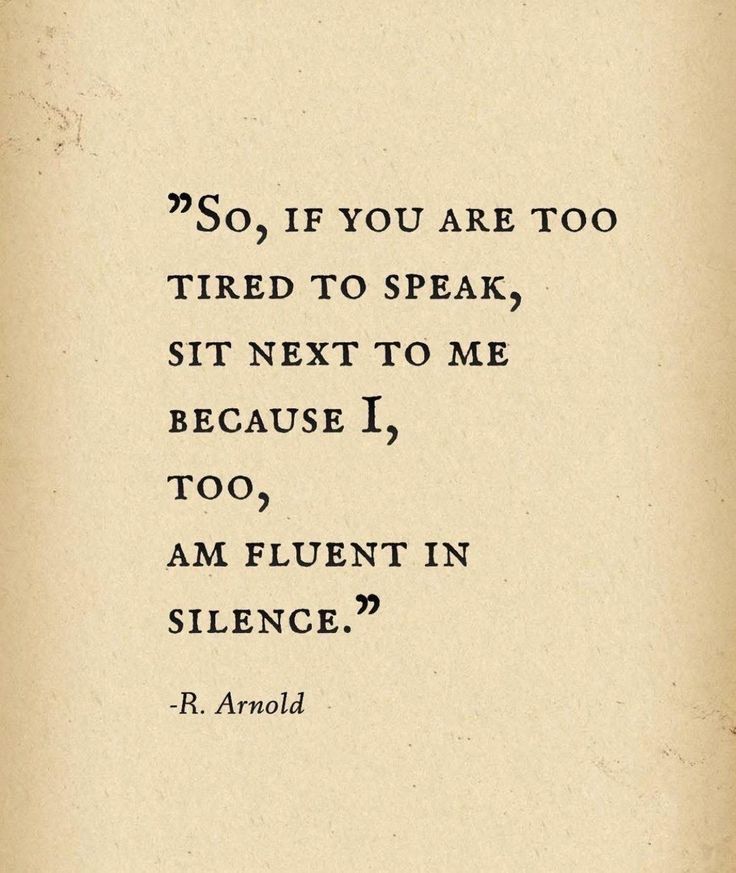 ”So, if you are too
tired to speak,
sit next to me
because I,
too,
am fluent in
silence.”
-R. Arnold